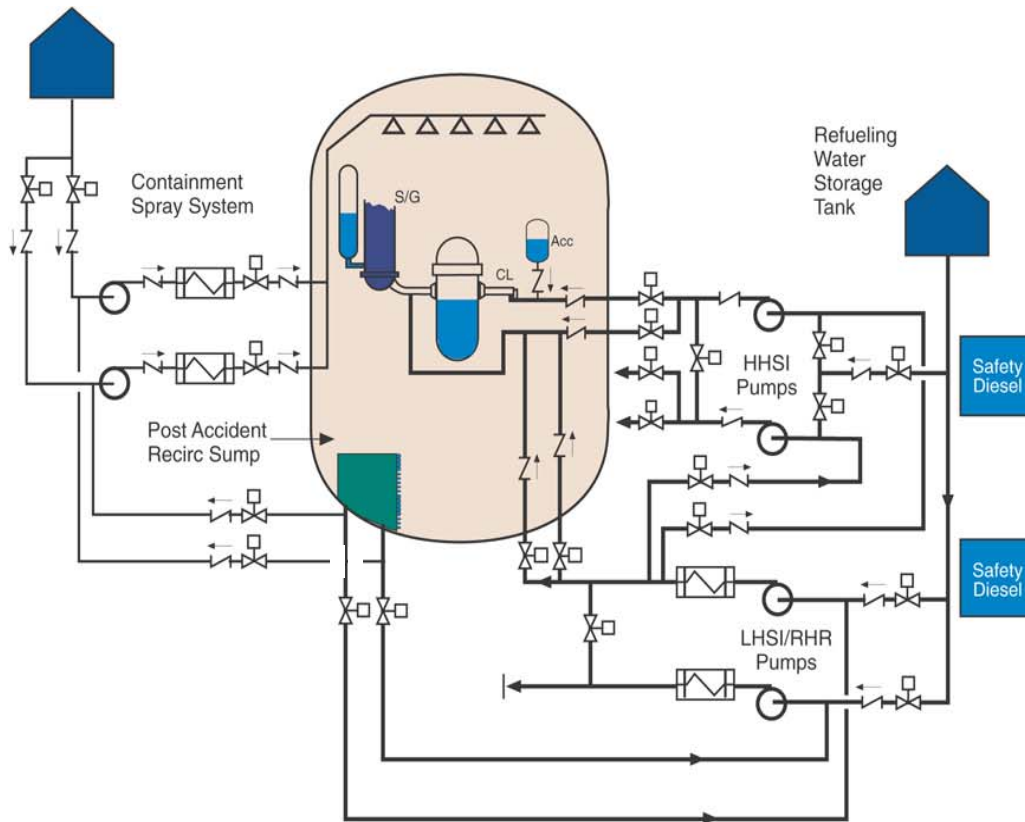 Refueling
Water
Storage
Tank
Containment
Spray System
S/G
Acc
CL
HHSI
Pumps
Safety
Diesel
Post Accident
Recirc Sump
Safety
Diesel
LHSI/RHR
Pumps